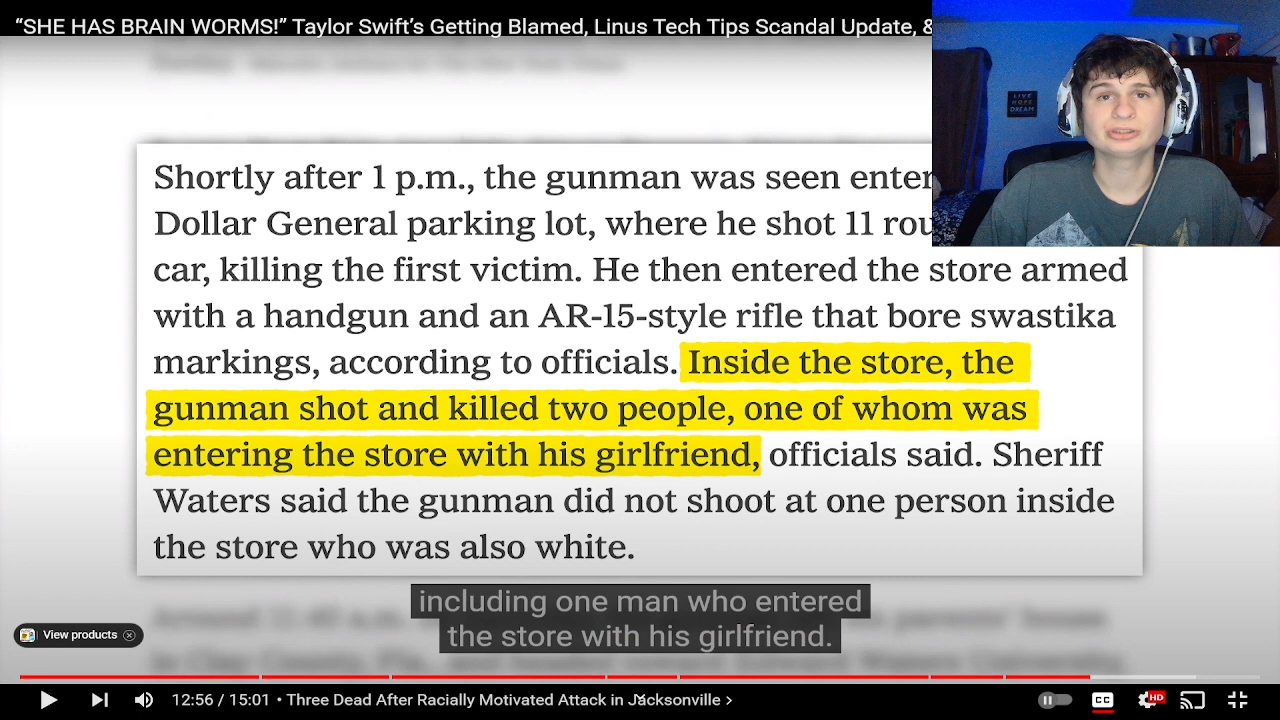 “SHE HAS BRAIN WORMS!” Taylor Swift’s Getting Blamed, Linus Tech Tips Scandal Update, &
LIVE
HOPE
DREAM
Shortly after 1 p.m., the gunman was seen enter
Dollar General parking lot, where he shot 11 rou
car, killing the first victim. He then entered the store armed
with a handgun and an AR-15-style rifle that bore swastika
markings, according to officials. Inside the store, the
gunman shot and killed two people, one of whom was
entering the store with his girlfriend, officials said. Sheriff
Waters said the gunman did not shoot at one person inside
the store who was also white.
including one man who entered
the store with his girlfriend.
View products
12:56 / 15:01 • Three Dead After Racially Motivated Attack in Jacksonville >
CC
HD